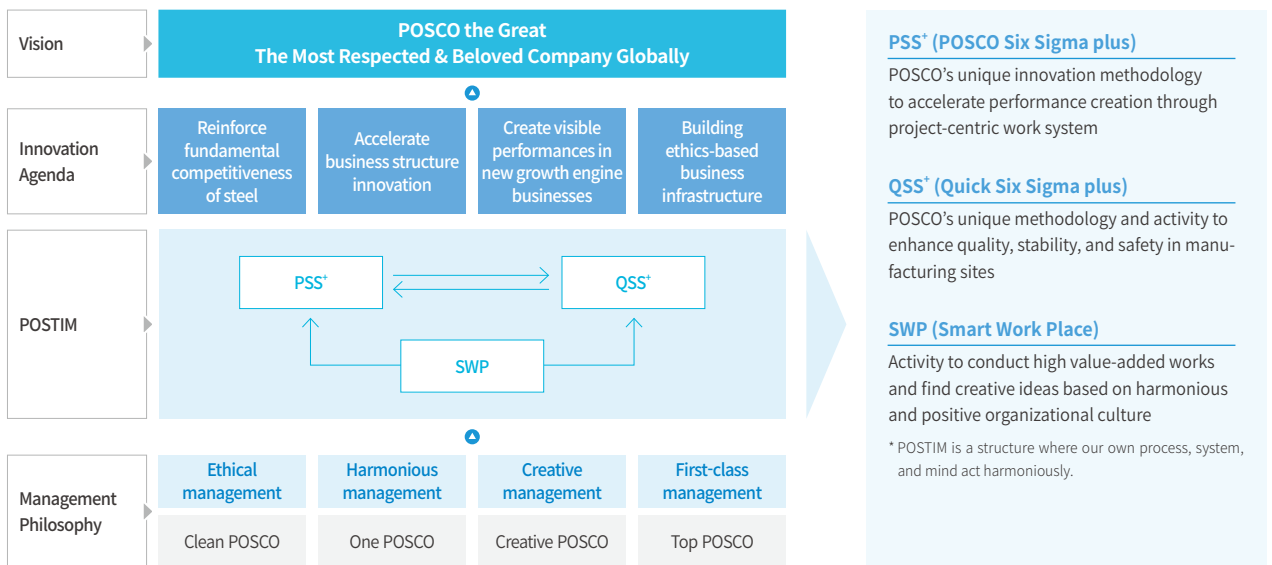 Vision
POSCO the Great
The Most Respected & Beloved Company Globally
Innovation
Agenda
Reinforce
fundamental
competitiveness
of steel
Accelerate
business structure
innovation
Create visible
performances in
new growth engine
businesses
Building
ethics-based
business
infrastructure
POSTIM
PSS⁺
QSS⁺
SWP
Management
Philosophy
Ethical
management
Harmonious
management
Creative
management
First-class
management
Clean POSCO
One POSCO
Creative POSCO
Top POSCO
PSS⁺ (POSCO Six Sigma plus)
POSCO’s unique innovation methodology
to accelerate performance creation through
project-centric work system
QSS⁺ (Quick Six Sigma plus)
POSCO’s unique methodology and activity to
enhance quality, stability, and safety in manu-
facturing sites
SWP (Smart Work Place)
Activity to conduct high value-added works
and find creative ideas based on harmonious
and positive organizational culture
* POSTIM is a structure where our own process, system,
and mind act harmoniously.